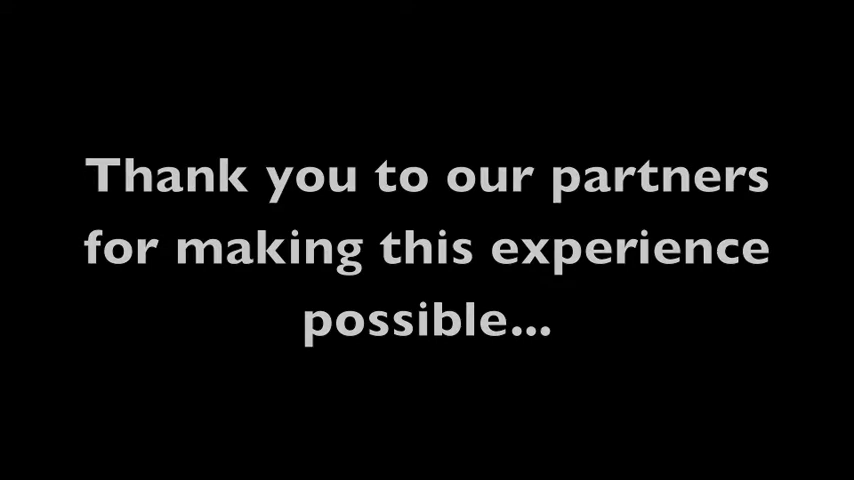 Thank you to our partners
for making this experience
possible...